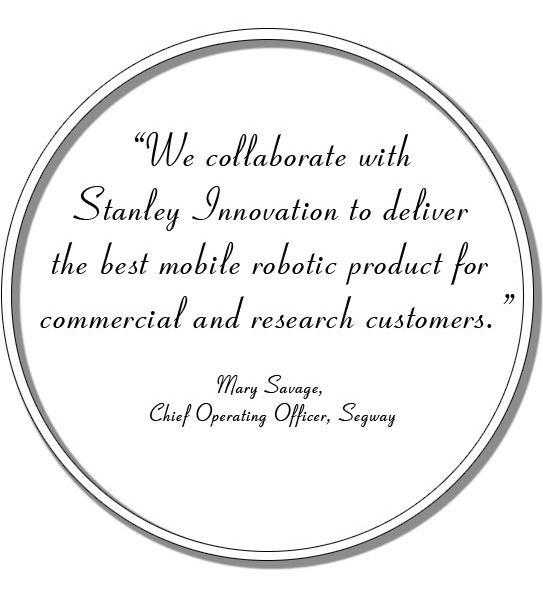 “We collaborate with
Stanley Innovation to deliver
the best mobile robotic product for
commercial and research customers. ”
Mary Savage,
Chief Operating Officer, Segway